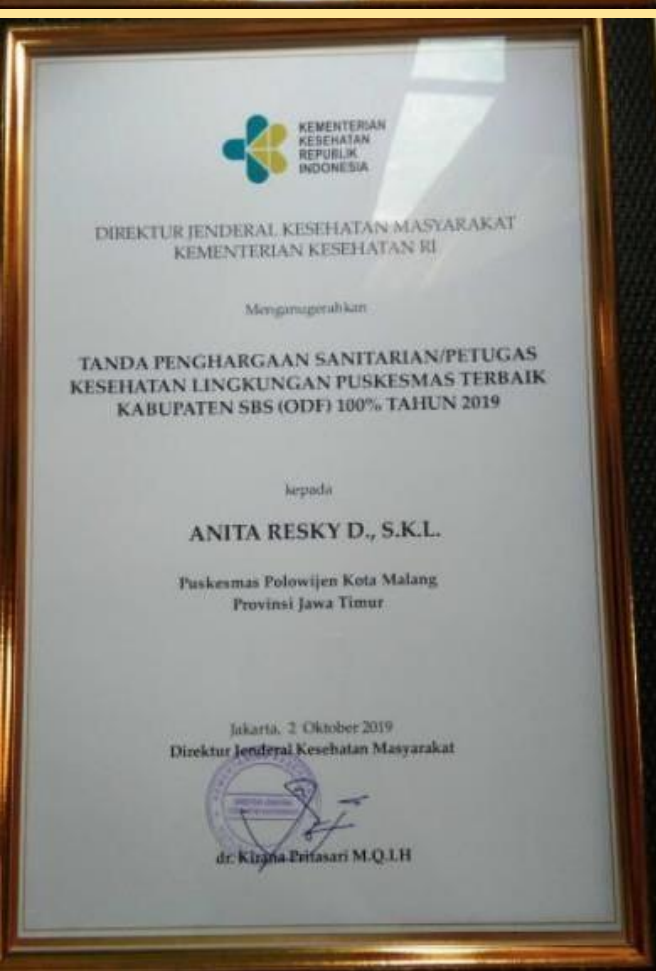 KEMENTERIAN
KESEHATAN
REPUBLIK
INDONESIA
DIREKTUR JENDERAL KESEHATAN MASYARAKAT
KEMENTERIAN KESEHATAN RI
Menganugerahkan
TANDA PENGHARGAAN SANITARIAN/PETUGAS
KESEHATAN LINGKUNGAN PUSKESMAS TERBAIK
KABUPATEN SBS (ODF) 100% TAHUN 2019
kepada
ANITA RESKY D., S.K.L.
Puskesmas Polowijen Kota Malang
Provinsi Jawa Timur
Jakarta, 2 Oktober 2019
Direktur Jenderal Kesehatan Masyarakat
dr. Kirana Pritasari M.Q.I.H